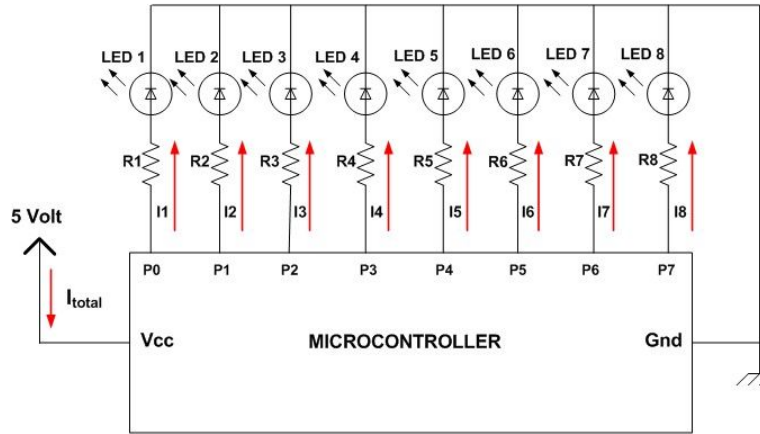 LED 1 LED 2 LED 3 LED 4 LED 5 LED 6 LED 7 LED 8
R1 R2 R3 R4 R5 R6 R7 R8
I1 I2 I3 I4 I5 I6 I7 I8
5 Volt
P0 P1 P2 P3 P4 P5 P6 P7
Itotal
Vcc MICROCONTROLLER Gnd